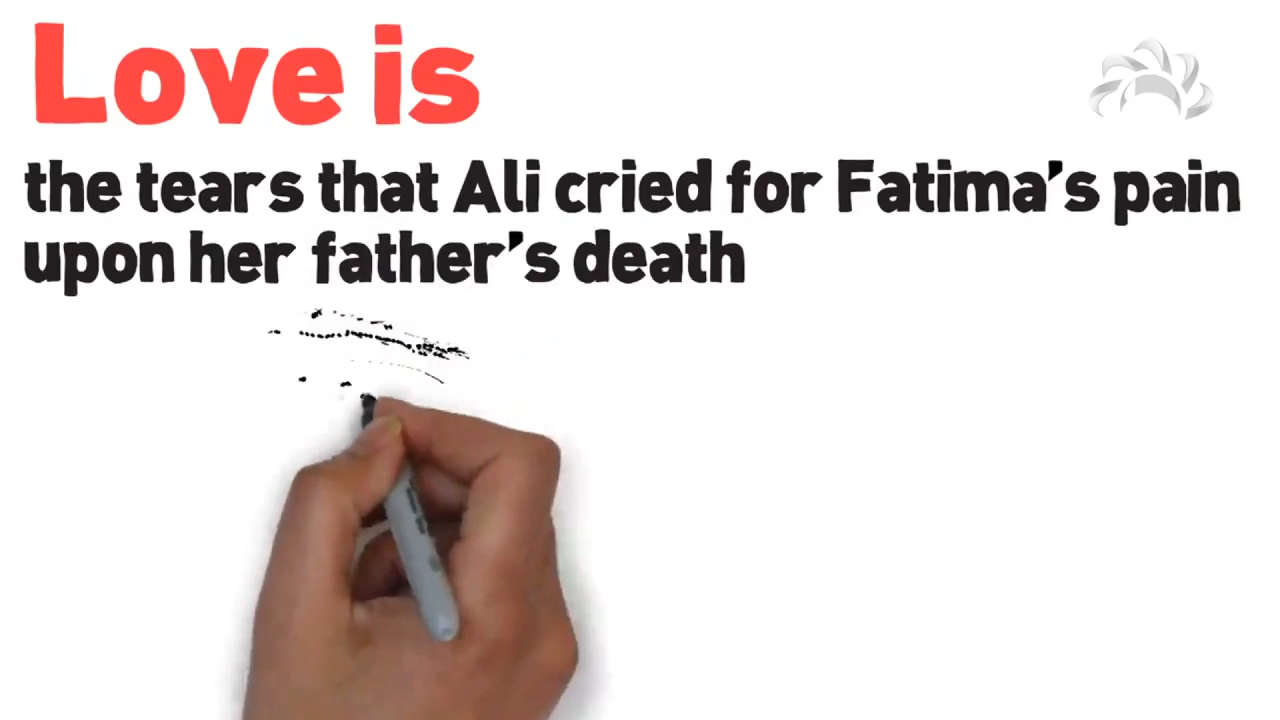 Love is
the tears that Ali cried for Fatima's pain
upon her father's death